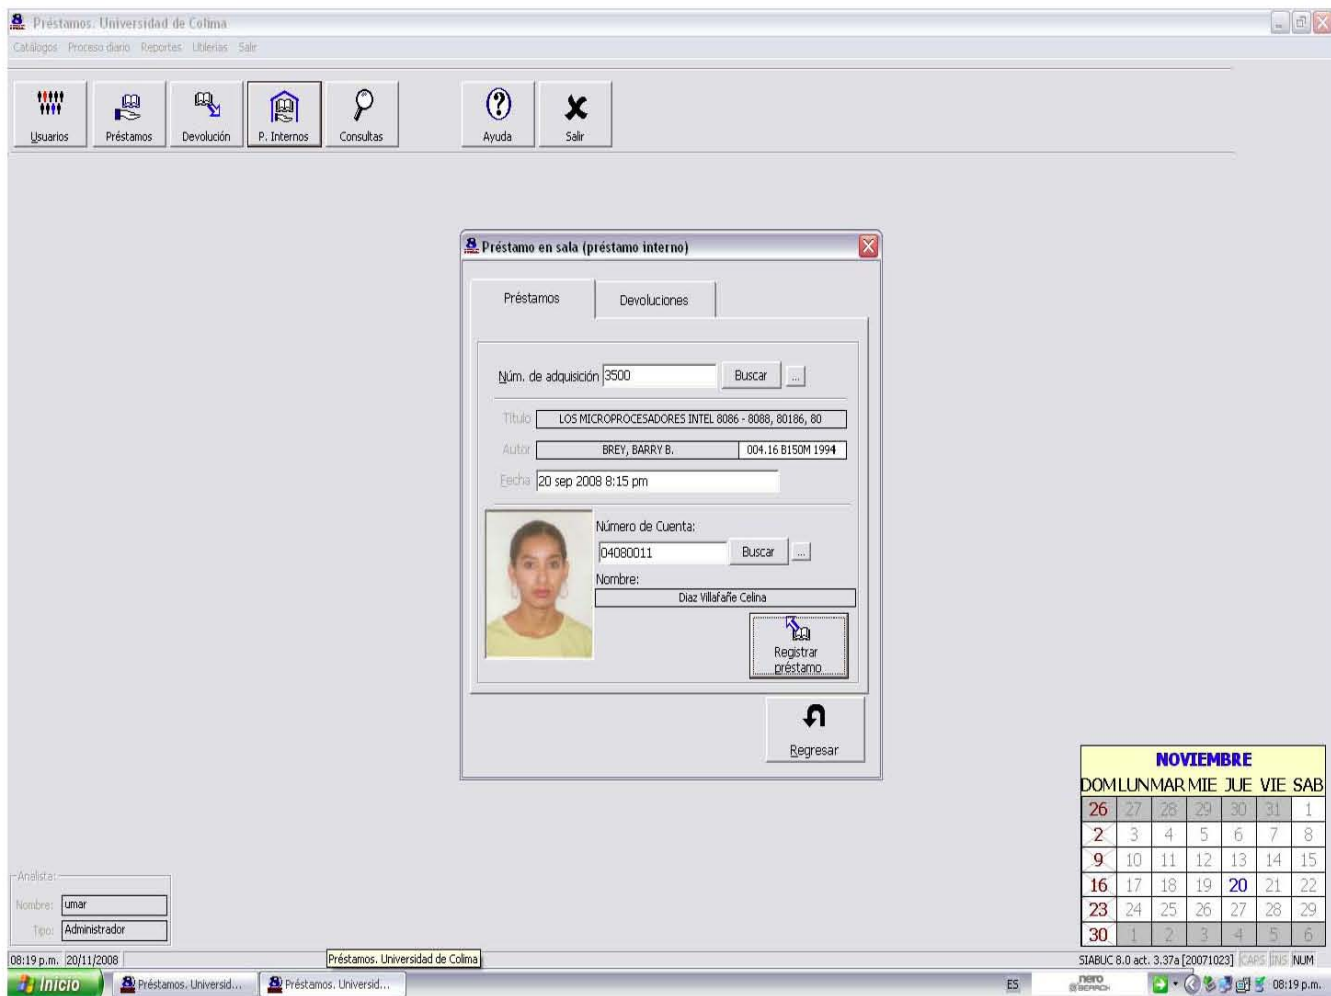 Préstamos. Universidad de Colima
Catálogos Proceso diario Reportes Utilerias Salir
Usuarios Préstamos Devolución P. Internos Consultas Ayuda Salir
Préstamo en sala (préstamo interno)
Préstamos Devoluciones
Núm. de adquisición 3500 Buscar ...
Título LOS MICROPROCESADORES INTEL 8086 - 8088, 80186, 80
Autor BREY, BARRY B. 004.16 B150M 1994
Fecha 20 sep 2008 8:15 pm
Número de Cuenta:
04080011 Buscar ...
Nombre:
Diaz Villafañe Celina
Registrar
préstamo
Regresar
NOVIEMBRE
DOM LUN MAR MIE JUE VIE SAB
26 27 28 29 30 31 1
2 3 4 5 6 7 8
9 10 11 12 13 14 15
16 17 18 19 20 21 22
23 24 25 26 27 28 29
30 1 2 3 4 5 6
Analista:
Nombre: umar
Tipo: Administrador
08:19 p.m. 20/11/2008 Préstamos. Universidad de Colima SIABUC 8.0 act. 3.37a [20071023] CAPS INS NUM
Inicio Préstamos. Universid... Préstamos. Universid... ES nero SEARCH 08:19 p.m.